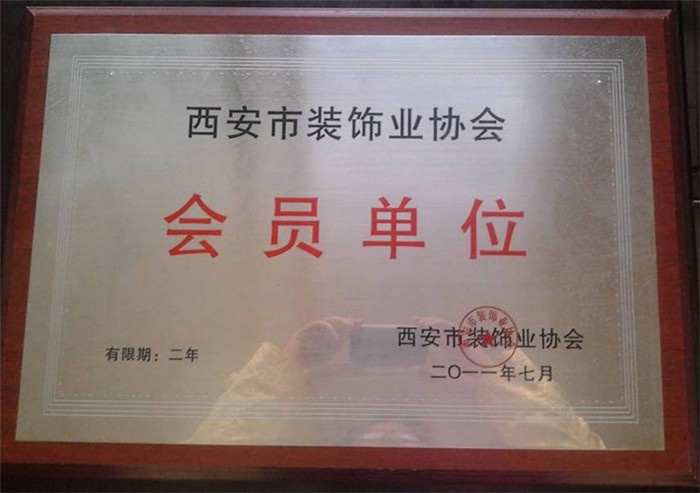 西安市装饰业协会
会员单位
有限期：二年
西安市装饰业协会
二〇一一年七月